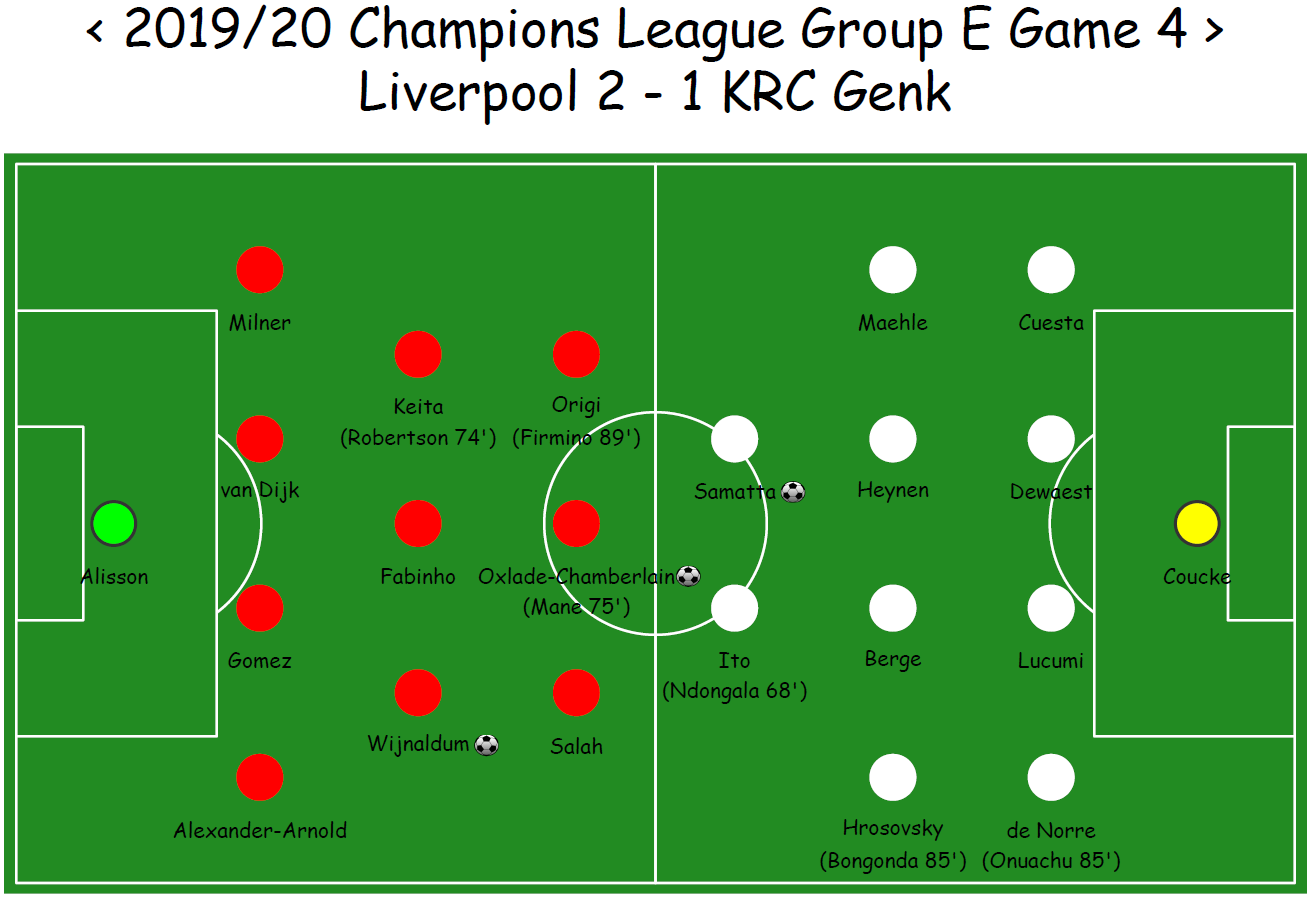 < 2019/20 Champions League Group E Game 4 >
Liverpool 2 - 1 KRC Genk
Milner
Maehle
Cuesta
Keita
(Robertson 74')
Origi
(Firmino 89')
van Dijk
Samatta
Heynen
Dewaest
Alisson
Fabinho
Oxlade-Chamberlain
(Mane 75')
Coucke
Gomez
Ito
(Ndongala 68')
Berge
Lucumi
Wijnaldum
Salah
Alexander-Arnold
Hrosovsky
(Bongonda 85')
de Norre
(Onuachu 85')